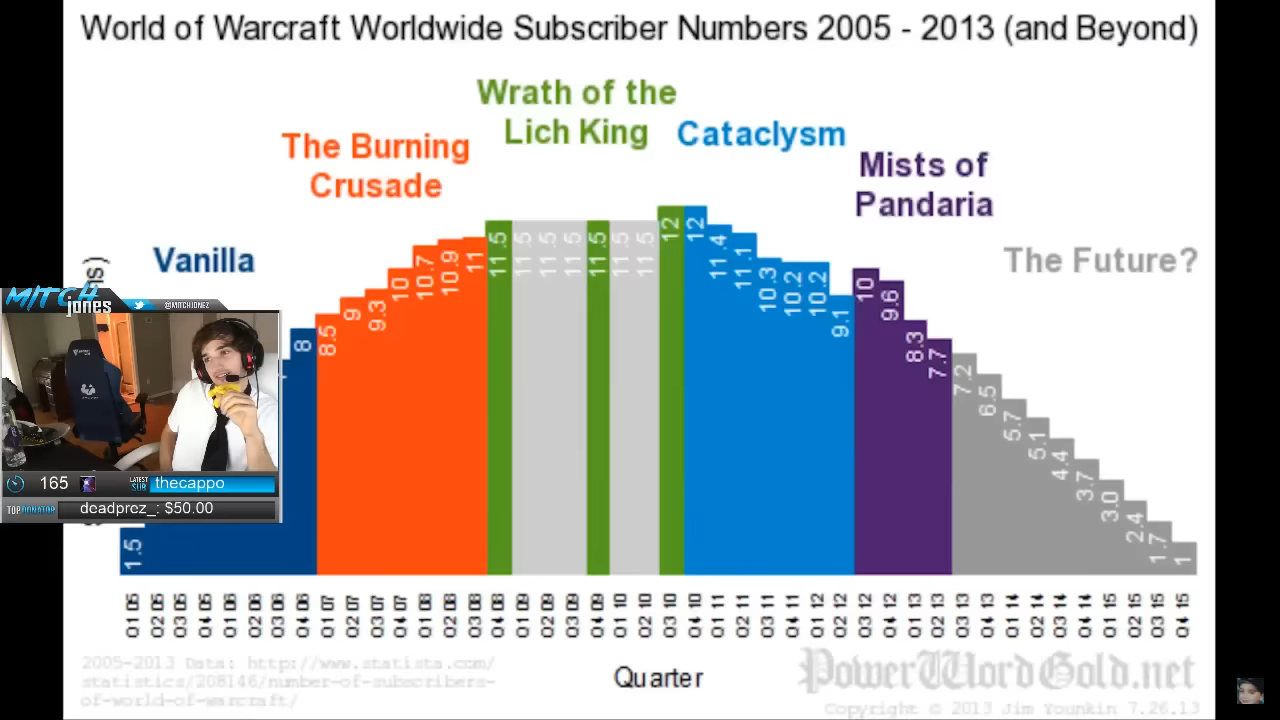 World of Warcraft Worldwide Subscriber Numbers 2005 - 2013 (and Beyond)
Wrath of the
Lich King
The Burning
Crusade
Cataclysm
Mists of
Pandaria
Vanilla
The Future?
1.5
8
8.5
9
9.3
10
10.7
10.9
11
11.5
11.5
11.5
11.5
11.5
11.5
11.5
12
12
11.4
11.1
10.3
10.2
10.2
9.1
10
9.6
8.3
7.7
7.2
6.5
5.7
5.1
4.4
3.7
3.0
2.4
1.7
1
MITCH
jones
@MITCHJONEZ
165
LATEST
SUB
thecappo
TOP DONATOR
deadprez_: $50.00
Q1 05
Q2 05
Q3 05
Q4 05
Q1 06
Q2 06
Q3 06
Q4 06
Q1 07
Q2 07
Q3 07
Q4 07
Q1 08
Q2 08
Q3 08
Q4 08
Q1 09
Q2 09
Q3 09
Q4 09
Q1 10
Q2 10
Q3 10
Q4 10
Q1 11
Q2 11
Q3 11
Q4 11
Q1 12
Q2 12
Q3 12
Q4 12
Q1 13
Q2 13
Q3 13
Q4 13
Q1 14
Q2 14
Q3 14
Q4 14
Q1 15
Q2 15
Q3 15
Q4 15
Quarter
2005-2013 Data: http://www.statista.com/
statistics/208146/number-of-subscribers-
of-world-of-warcraft/
PowerWordGold.net
Copyright © 2013 Jim Younkin 7.26.13